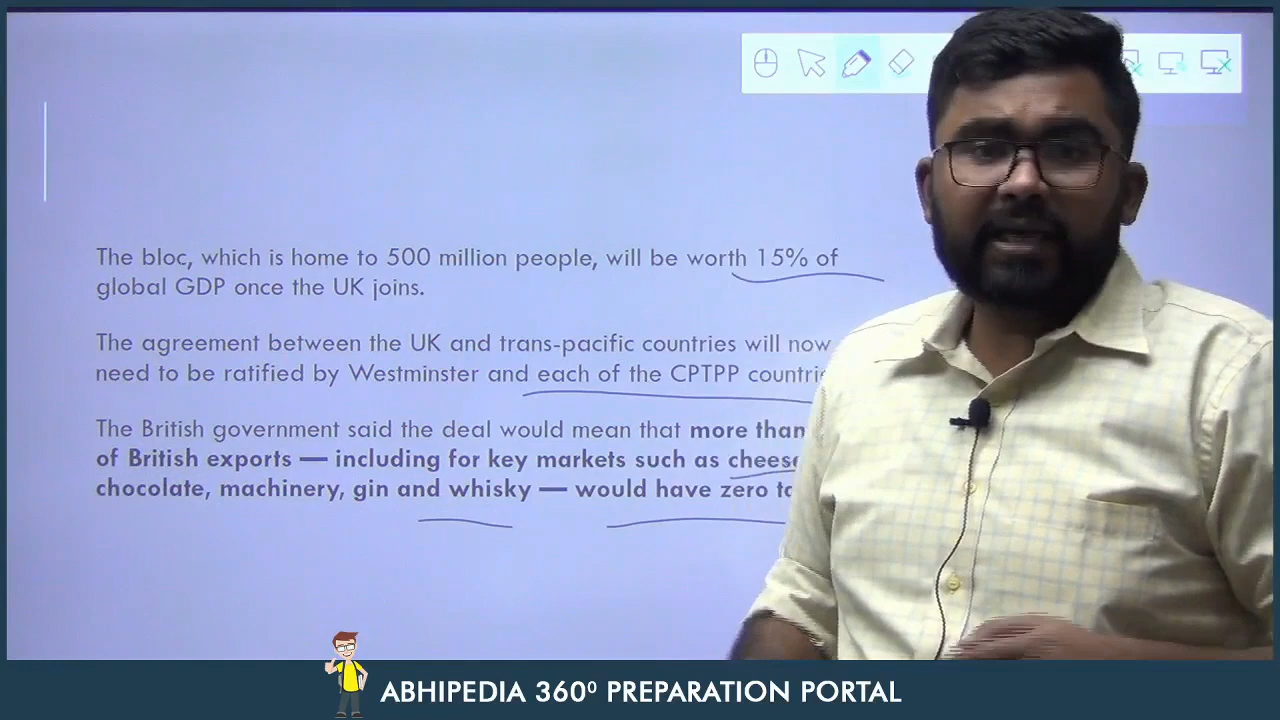 The bloc, which is home to 500 million people, will be worth 15% of
global GDP once the UK joins.
The agreement between the UK and trans-pacific countries will now
need to be ratified by Westminster and each of the CPTPP
The British government said the deal would mean that more than
of British exports — including for key markets such as cheese
chocolate, machinery, gin and whisky — would have zero
ABHIPEDIA 360⁰ PREPARATION PORTAL